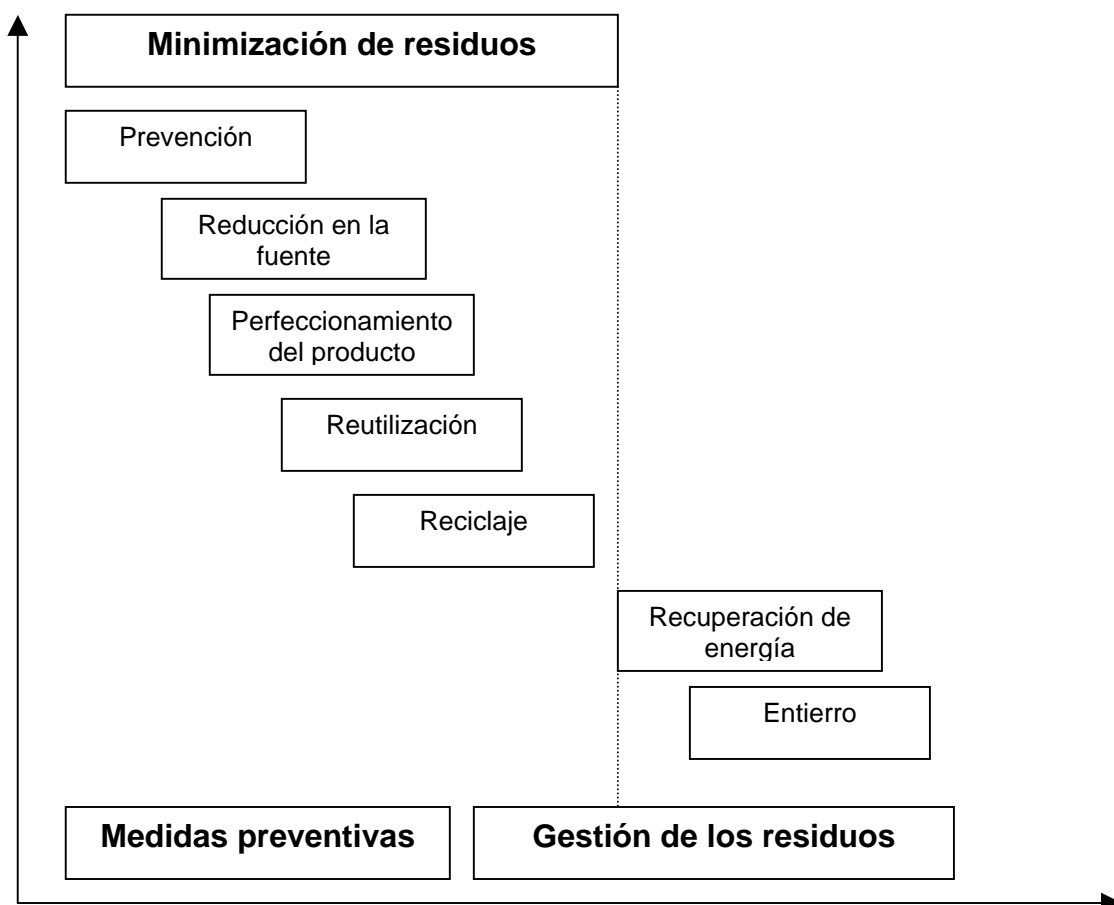 Minimización de residuos
Prevención
Reducción en la
fuente
Perfeccionamiento
del producto
Reutilización
Reciclaje
Recuperación de
energía
Entierro
Medidas preventivas
Gestión de los residuos